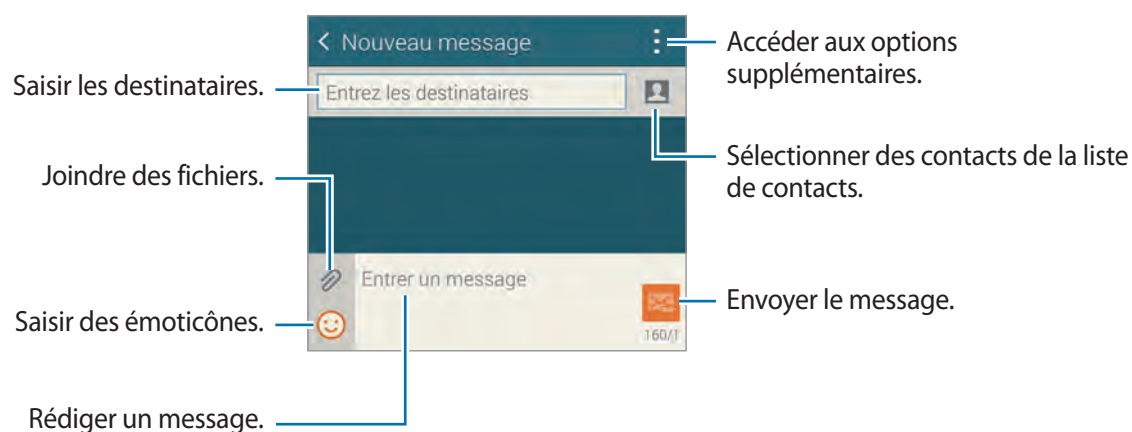 Nouveau message
Accéder aux options
supplémentaires.
Saisir les destinataires.
Entrez les destinataires
Sélectionner des contacts de la liste
de contacts.
Joindre des fichiers.
Entrer un message
Envoyer le message.
Saisir des émoticônes.
160/1
Rédiger un message.